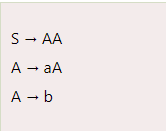 S → AA
A → aA
A → b